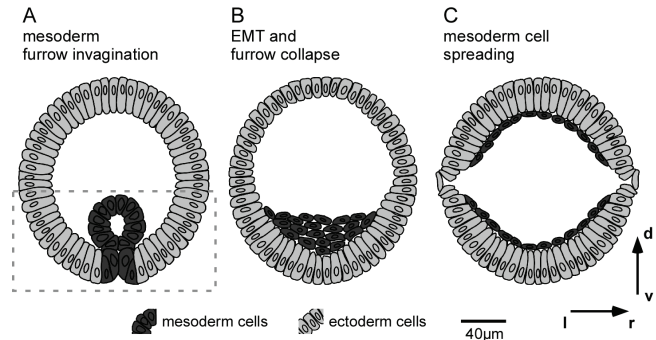 A
mesoderm
furrow invagination
B
EMT and
furrow collapse
C
mesoderm cell
spreading
d
v
l r
mesoderm cells
ectoderm cells
40µm